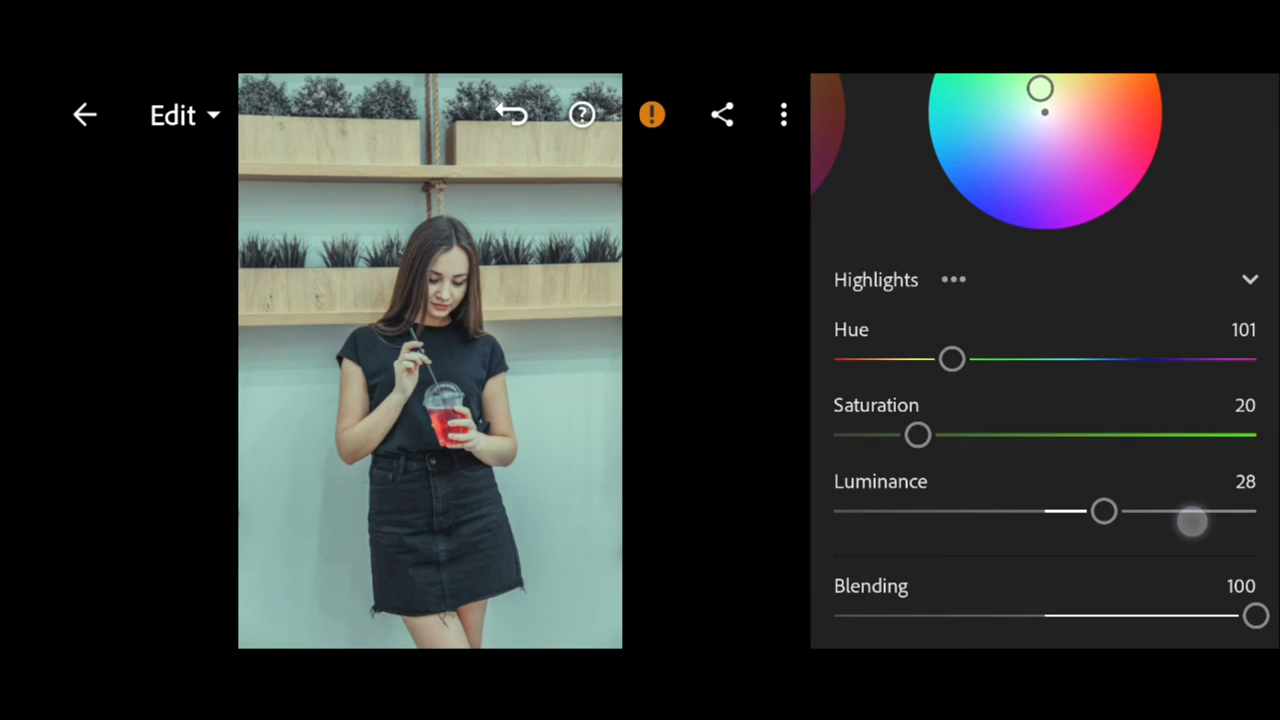 Edit
Highlights
Hue 101
Saturation 20
Luminance 28
Blending 100